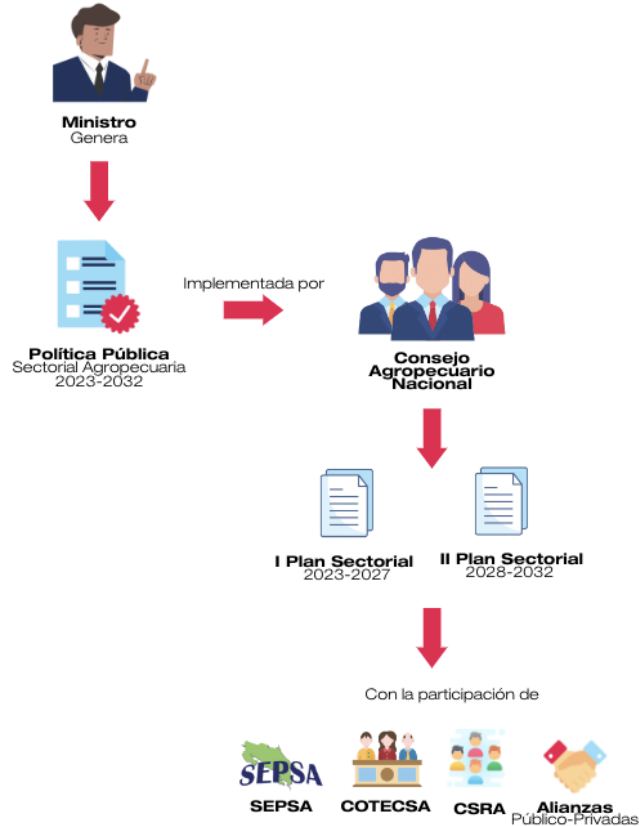 Ministro
Genera
Implementada por
Política Pública
Sectorial Agropecuaria
2023-2032
Consejo
Agropecuario
Nacional
I Plan Sectorial
2023-2027
II Plan Sectorial
2028-2032
Con la participación de
SEPSA
SEPSA
COTECSA
CSRA
Alianzas
Público-Privadas